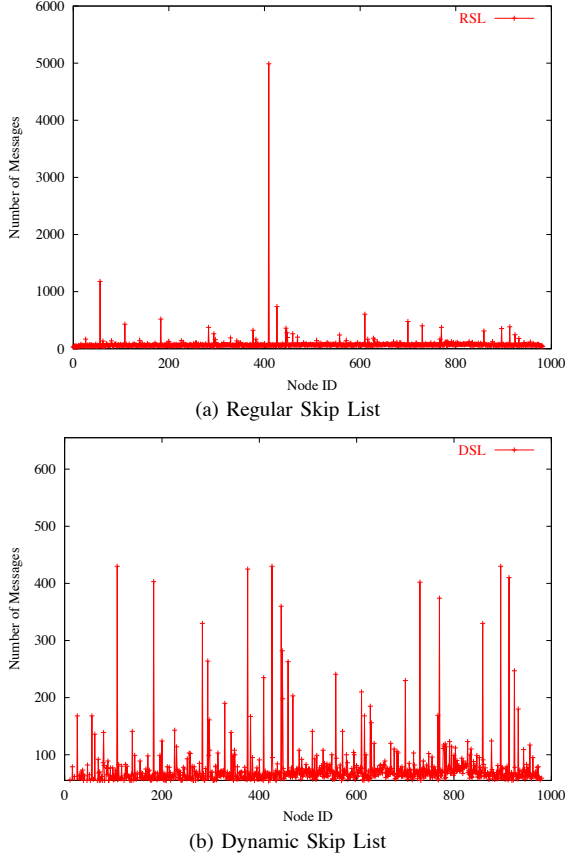 6000
RSL
5000
4000
3000
2000
1000
0
Number of Messages
0 200 400 600 800 1000
Node ID
(a) Regular Skip List
DSL
600
500
400
300
200
100
Number of Messages
0 200 400 600 800 1000
Node ID
(b) Dynamic Skip List